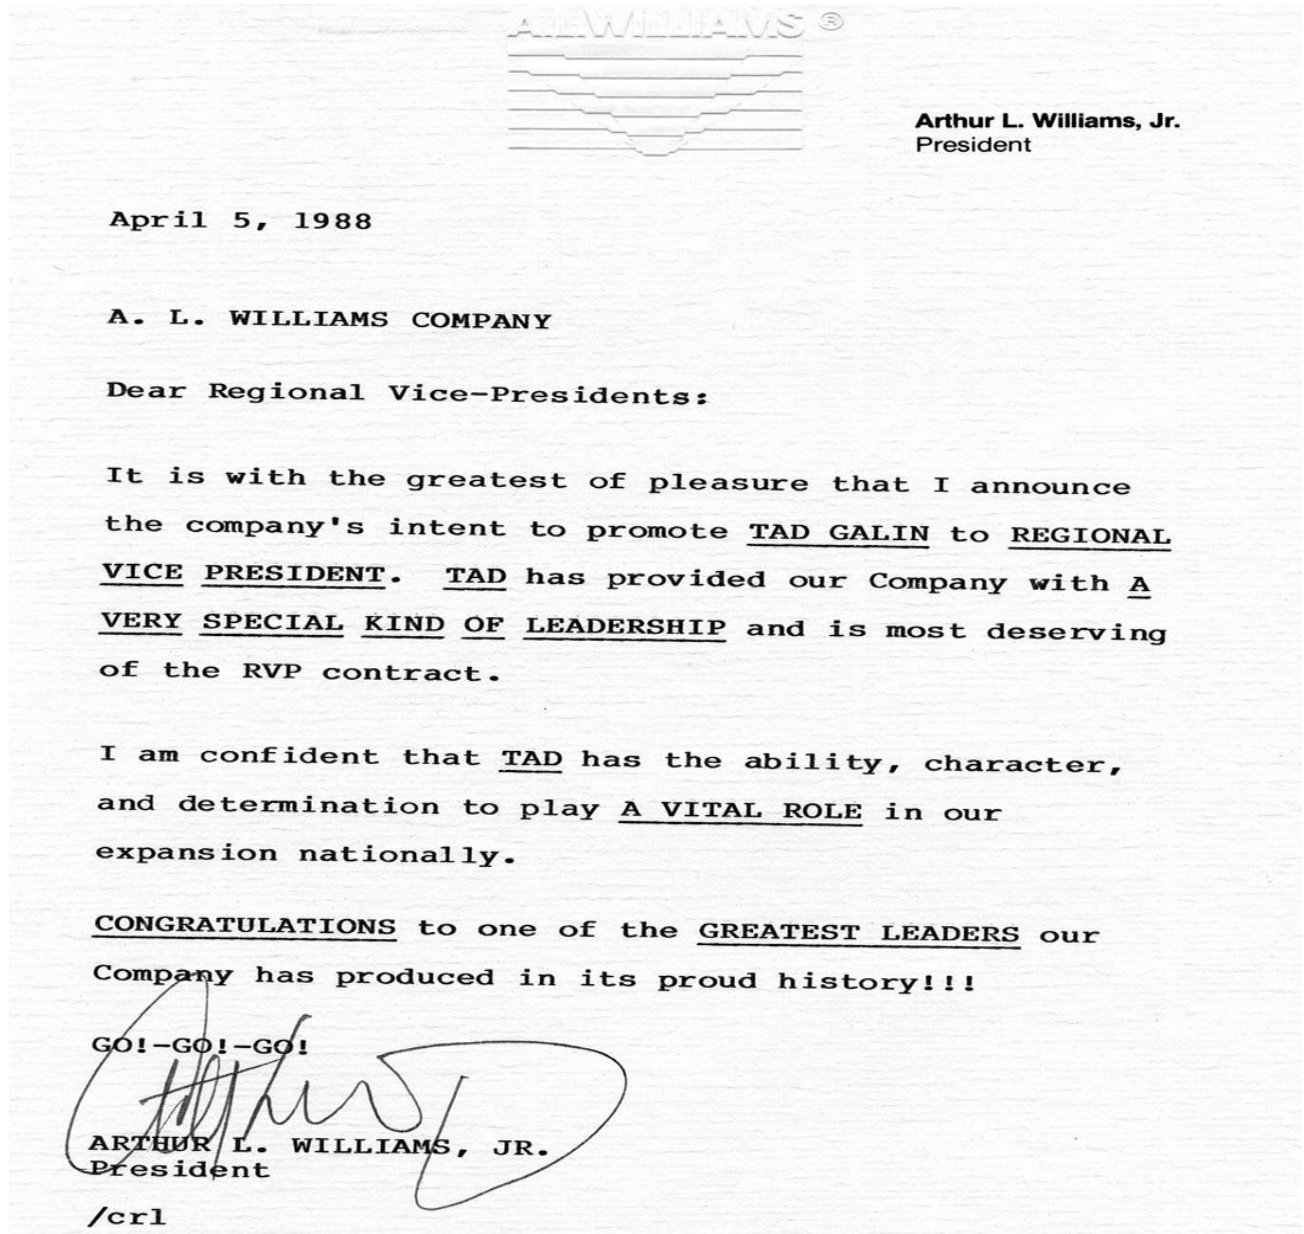 A.L.WILLIAMS ®
Arthur L. Williams, Jr.
President
April 5, 1988
A. L. WILLIAMS COMPANY
Dear Regional Vice-Presidents:
It is with the greatest of pleasure that I announce
the company's intent to promote TAD GALIN to REGIONAL
VICE PRESIDENT. TAD has provided our Company with A
VERY SPECIAL KIND OF LEADERSHIP and is most deserving
of the RVP contract.
I am confident that TAD has the ability, character,
and determination to play A VITAL ROLE in our
expansion nationally.
CONGRATULATIONS to one of the GREATEST LEADERS our
Company has produced in its proud history!!!
GO!-GO!-GO!
ARTHUR L. WILLIAMS, JR.
President
/crl